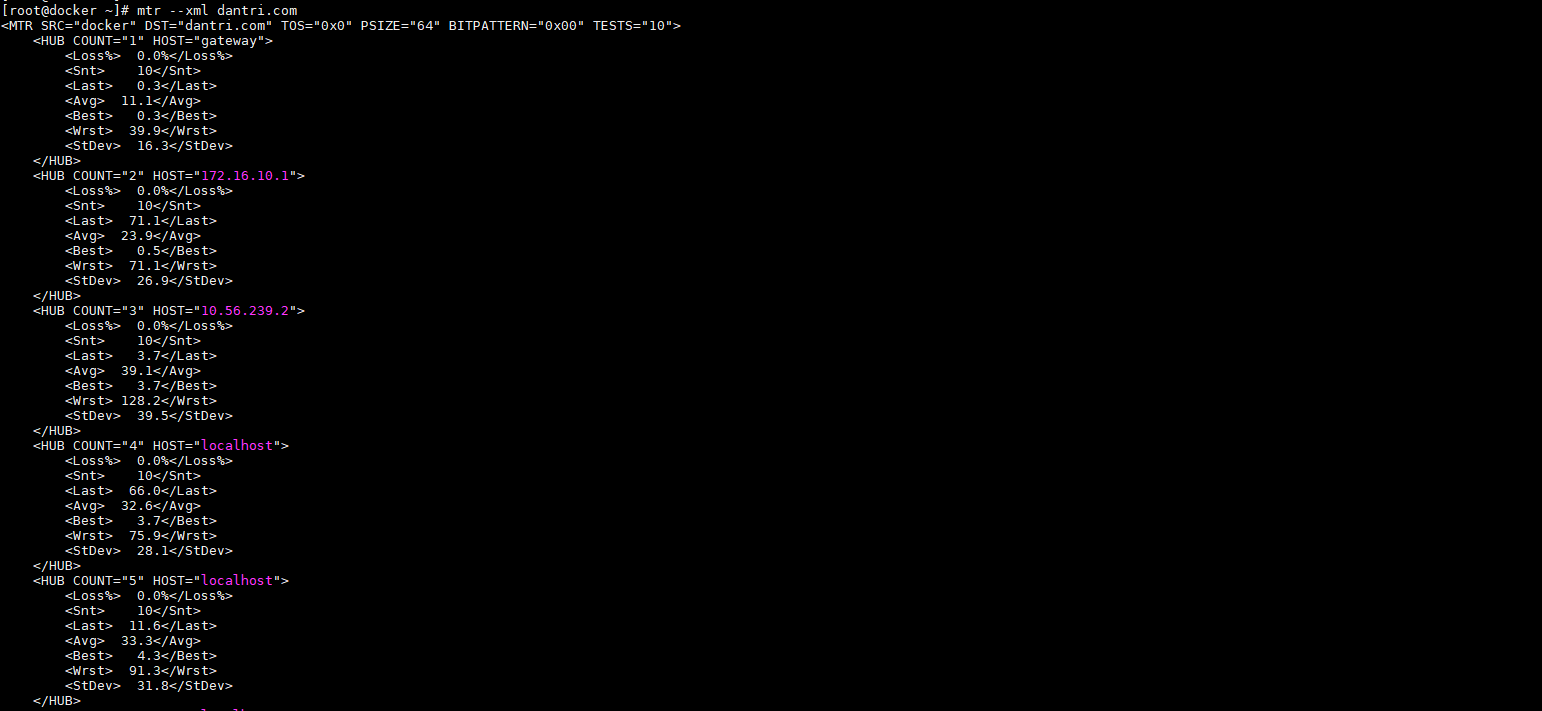 [root@docker ~]# mtr --xml dantri.com
<MTR SRC="docker" DST="dantri.com" TOS="0x0" PSIZE="64" BITPATTERN="0x00" TESTS="10">
    <HUB COUNT="1" HOST="gateway">
        <Loss%>  0.0%</Loss%>
        <Snt>    10</Snt>
        <Last>   0.3</Last>
        <Avg>  11.1</Avg>
        <Best>   0.3</Best>
        <Wrst>  39.9</Wrst>
        <StDev>  16.3</StDev>
    </HUB>
    <HUB COUNT="2" HOST="172.16.10.1">
        <Loss%>  0.0%</Loss%>
        <Snt>    10</Snt>
        <Last>  71.1</Last>
        <Avg>  23.9</Avg>
        <Best>   0.5</Best>
        <Wrst>  71.1</Wrst>
        <StDev>  26.9</StDev>
    </HUB>
    <HUB COUNT="3" HOST="10.56.239.2">
        <Loss%>  0.0%</Loss%>
        <Snt>    10</Snt>
        <Last>   3.7</Last>
        <Avg>  39.1</Avg>
        <Best>   3.7</Best>
        <Wrst> 128.2</Wrst>
        <StDev>  39.5</StDev>
    </HUB>
    <HUB COUNT="4" HOST="localhost">
        <Loss%>  0.0%</Loss%>
        <Snt>    10</Snt>
        <Last>  66.0</Last>
        <Avg>  32.6</Avg>
        <Best>   3.7</Best>
        <Wrst>  75.9</Wrst>
        <StDev>  28.1</StDev>
    </HUB>
    <HUB COUNT="5" HOST="localhost">
        <Loss%>  0.0%</Loss%>
        <Snt>    10</Snt>
        <Last>  11.6</Last>
        <Avg>  33.3</Avg>
        <Best>   4.3</Best>
        <Wrst>  91.3</Wrst>
        <StDev>  31.8</StDev>
    </HUB>